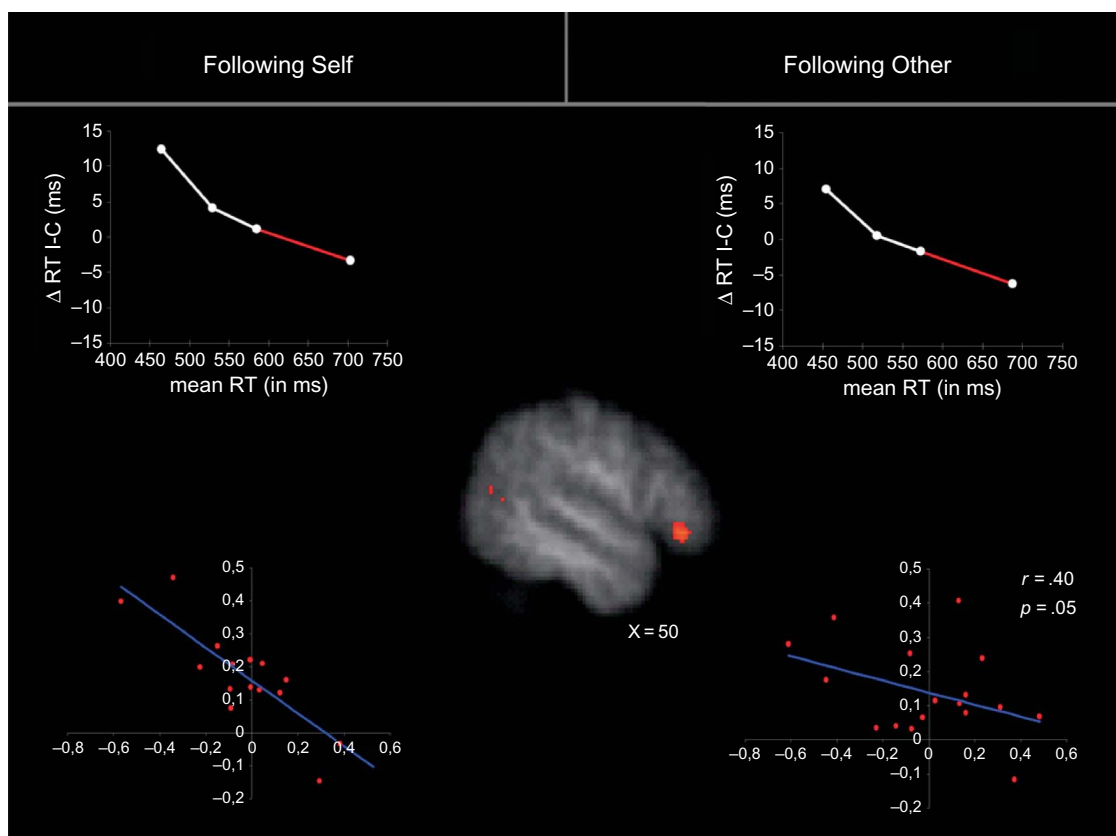 Following Self
Following Other
15
10
5
0
–5
–10
–15
Δ RT I-C (ms)
400 450 500 550 600 650 700 750
mean RT (in ms)
15
10
5
0
–5
–10
–15
Δ RT I-C (ms)
400 450 500 550 600 650 700 750
mean RT (in ms)
X = 50
0,5
0,4
0,3
0,2
0,1
0
–0,1
–0,2
–0,8 –0,6 –0,4 –0,2 0 0,2 0,4 0,6
r = .40
p = .05
0,5
0,4
0,3
0,2
0,1
0
–0,1
–0,2
–0,8 –0,6 –0,4 –0,2 0 0,2 0,4 0,6